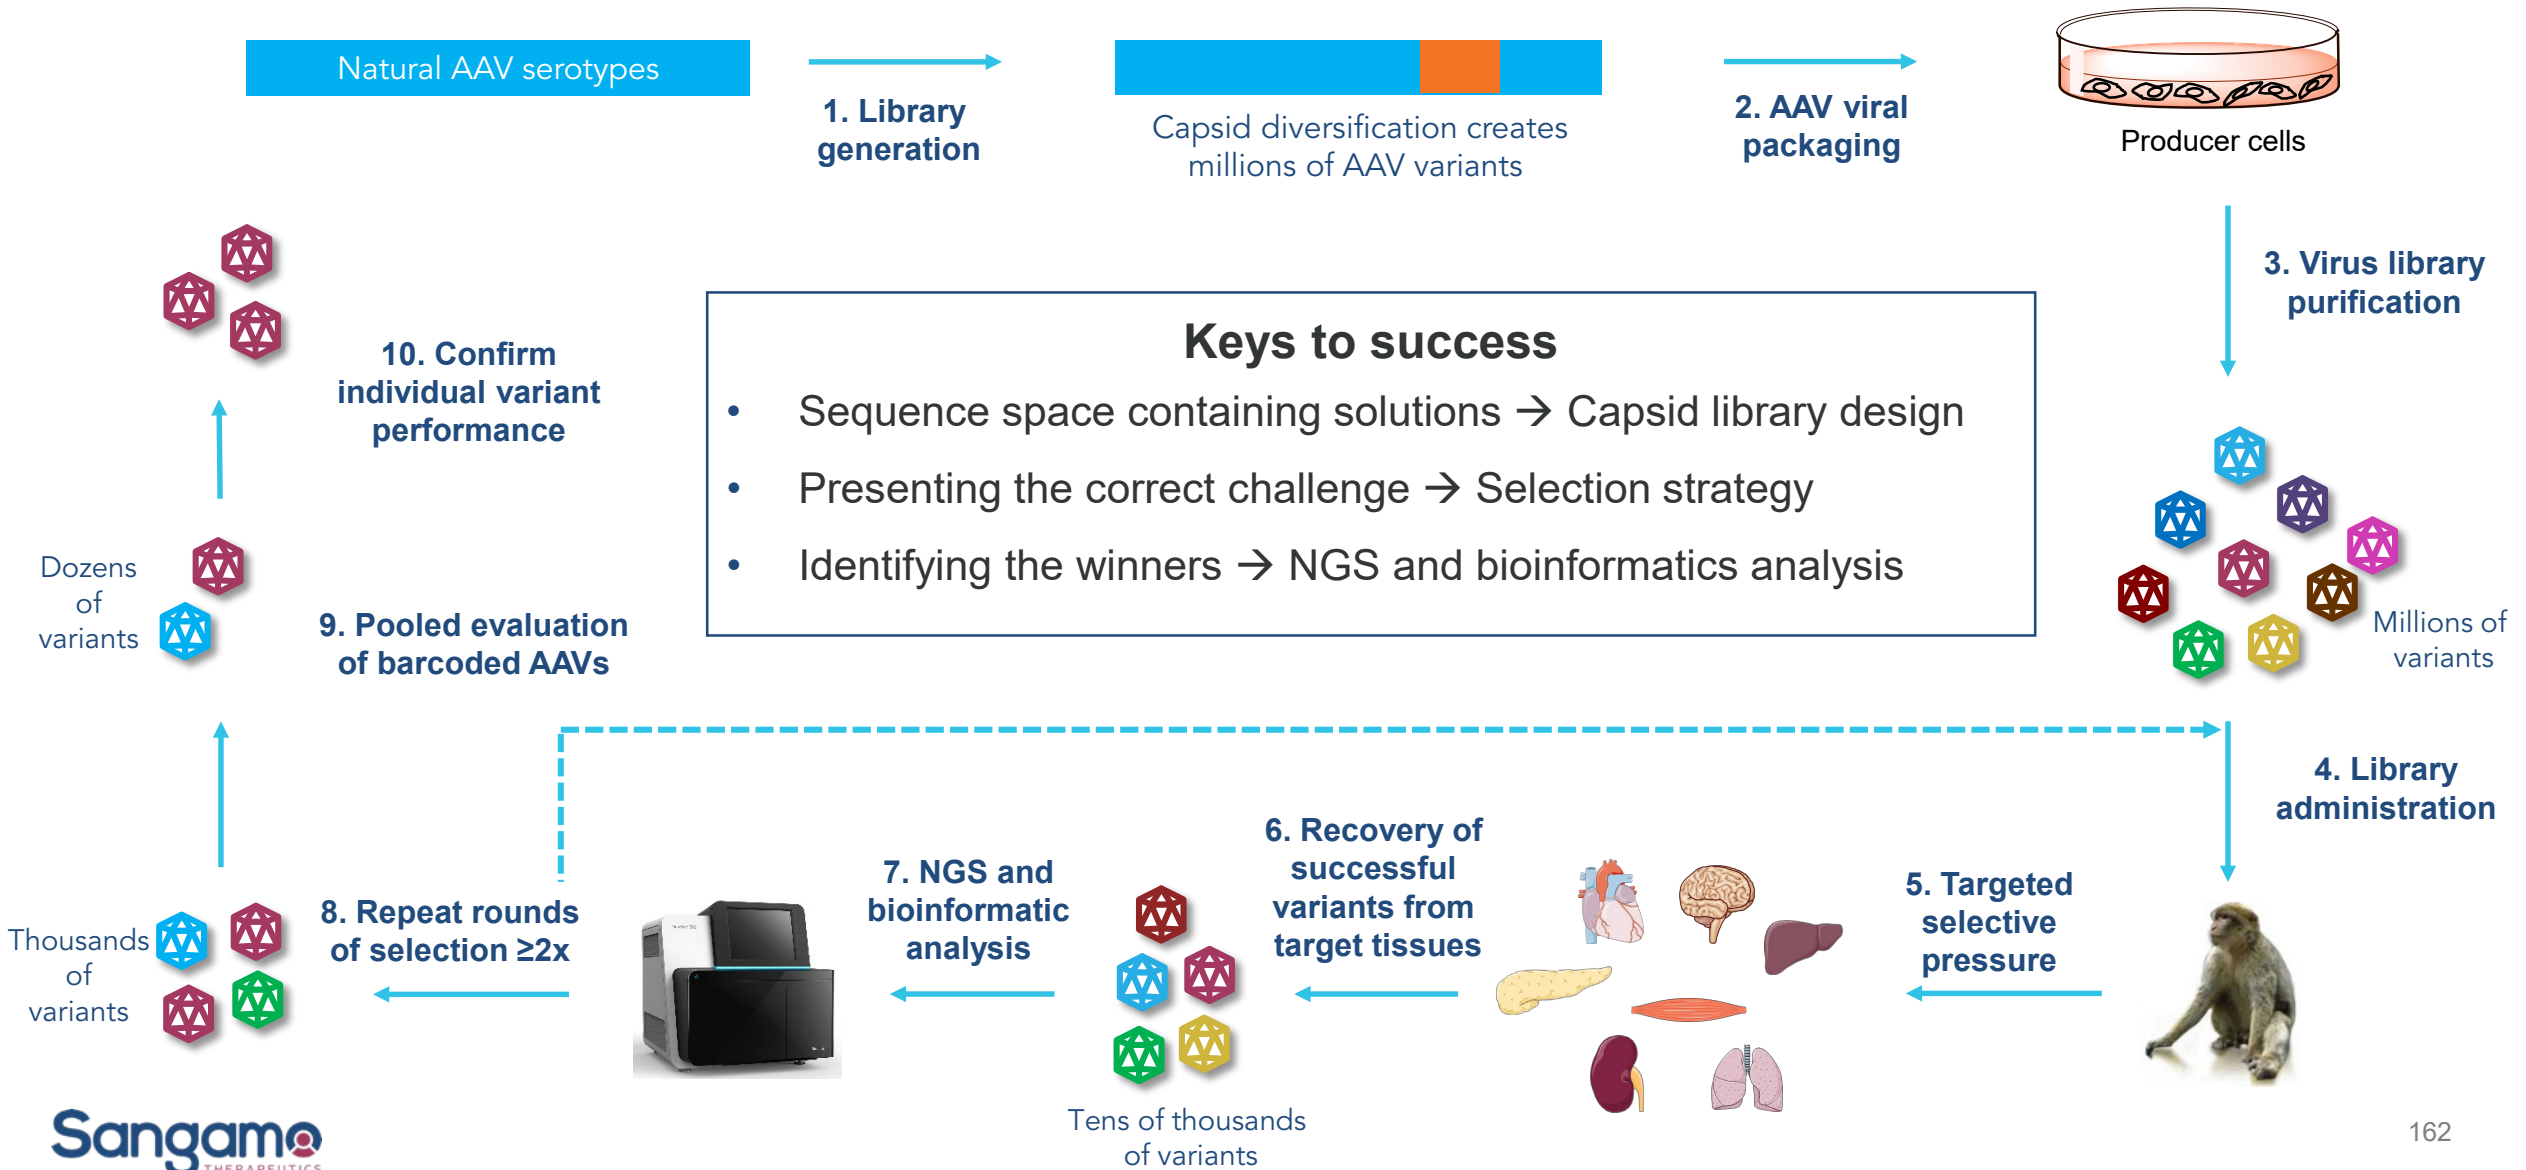 Natural AAV serotypes
1. Library
generation
Capsid diversification creates
millions of AAV variants
2. AAV viral
packaging
Producer cells
3. Virus library
purification
Millions of
variants
4. Library
administration
5. Targeted
selective
pressure
6. Recovery of
successful
variants from
target tissues
Tens of thousands
of variants
7. NGS and
bioinformatic
analysis
8. Repeat rounds
of selection ≥2x
Thousands
of
variants
9. Pooled evaluation
of barcoded AAVs
Dozens
of
variants
10. Confirm
individual variant
performance
Keys to success
• Sequence space containing solutions → Capsid library design
• Presenting the correct challenge → Selection strategy
• Identifying the winners → NGS and bioinformatics analysis
Sangamo
THERAPEUTICS
162